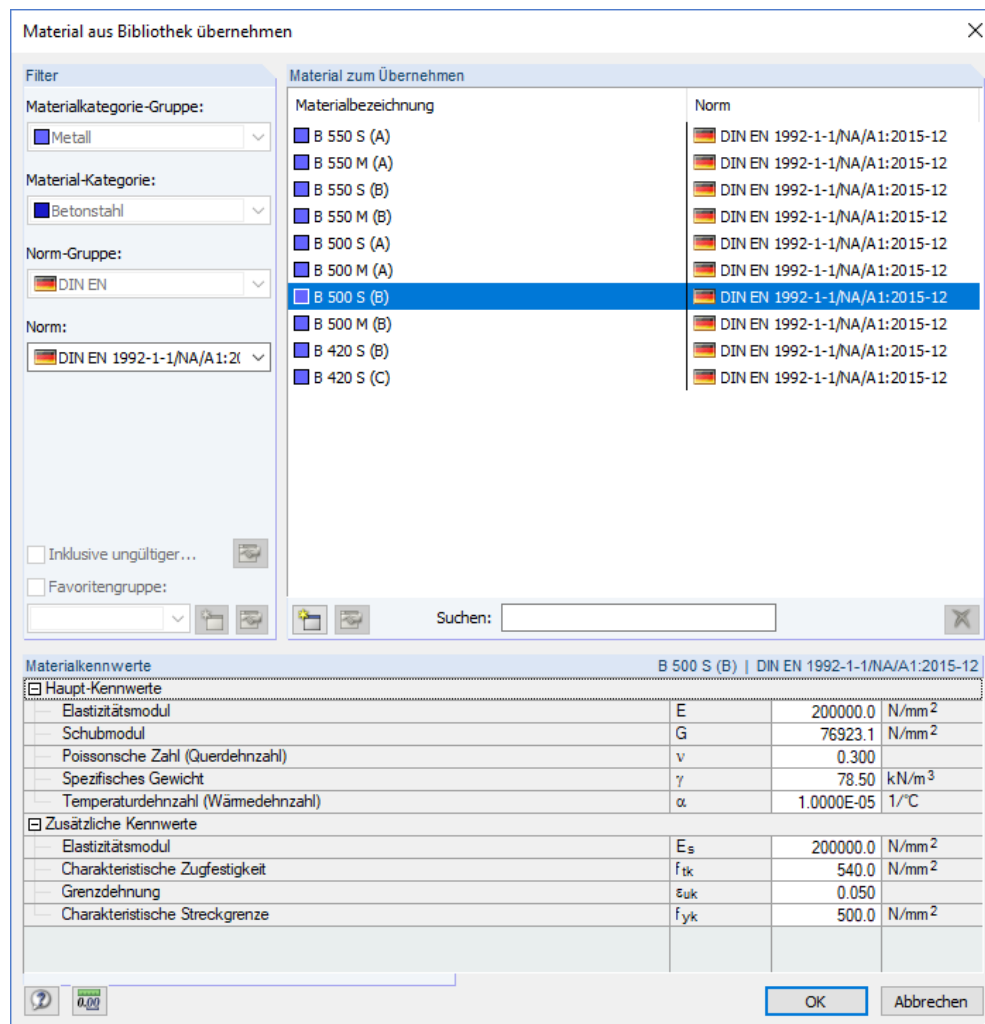 Material aus Bibliothek übernehmen
Filter
Materialkategorie-Gruppe:
Metall
Material-Kategorie:
Betonstahl
Norm-Gruppe:
DIN EN
Norm:
DIN EN 1992-1-1/NA/A1:20
Inklusive ungültiger...
Favoritengruppe:
Material zum Übernehmen
Materialbezeichnung Norm
B 550 S (A) DIN EN 1992-1-1/NA/A1:2015-12
B 550 M (A) DIN EN 1992-1-1/NA/A1:2015-12
B 550 S (B) DIN EN 1992-1-1/NA/A1:2015-12
B 550 M (B) DIN EN 1992-1-1/NA/A1:2015-12
B 500 S (A) DIN EN 1992-1-1/NA/A1:2015-12
B 500 M (A) DIN EN 1992-1-1/NA/A1:2015-12
B 500 S (B) DIN EN 1992-1-1/NA/A1:2015-12
B 500 M (B) DIN EN 1992-1-1/NA/A1:2015-12
B 420 S (B) DIN EN 1992-1-1/NA/A1:2015-12
B 420 S (C) DIN EN 1992-1-1/NA/A1:2015-12
Suchen:
Materialkennwerte B 500 S (B) | DIN EN 1992-1-1/NA/A1:2015-12
Haupt-Kennwerte
Elastizitätsmodul E 200000.0 N/mm²
Schubmodul G 76923.1 N/mm²
Poissonsche Zahl (Querdehnzahl) ν 0.300
Spezifisches Gewicht γ 78.50 kN/m³
Temperaturdehnzahl (Wärmedehnzahl) α 1.0000E-05 1/°C
Zusätzliche Kennwerte
Elastizitätsmodul Es 200000.0 N/mm²
Charakteristische Zugfestigkeit ftk 540.0 N/mm²
Grenzdehnung εuk 0.050
Charakteristische Streckgrenze fyk 500.0 N/mm²
0.00
OK Abbrechen